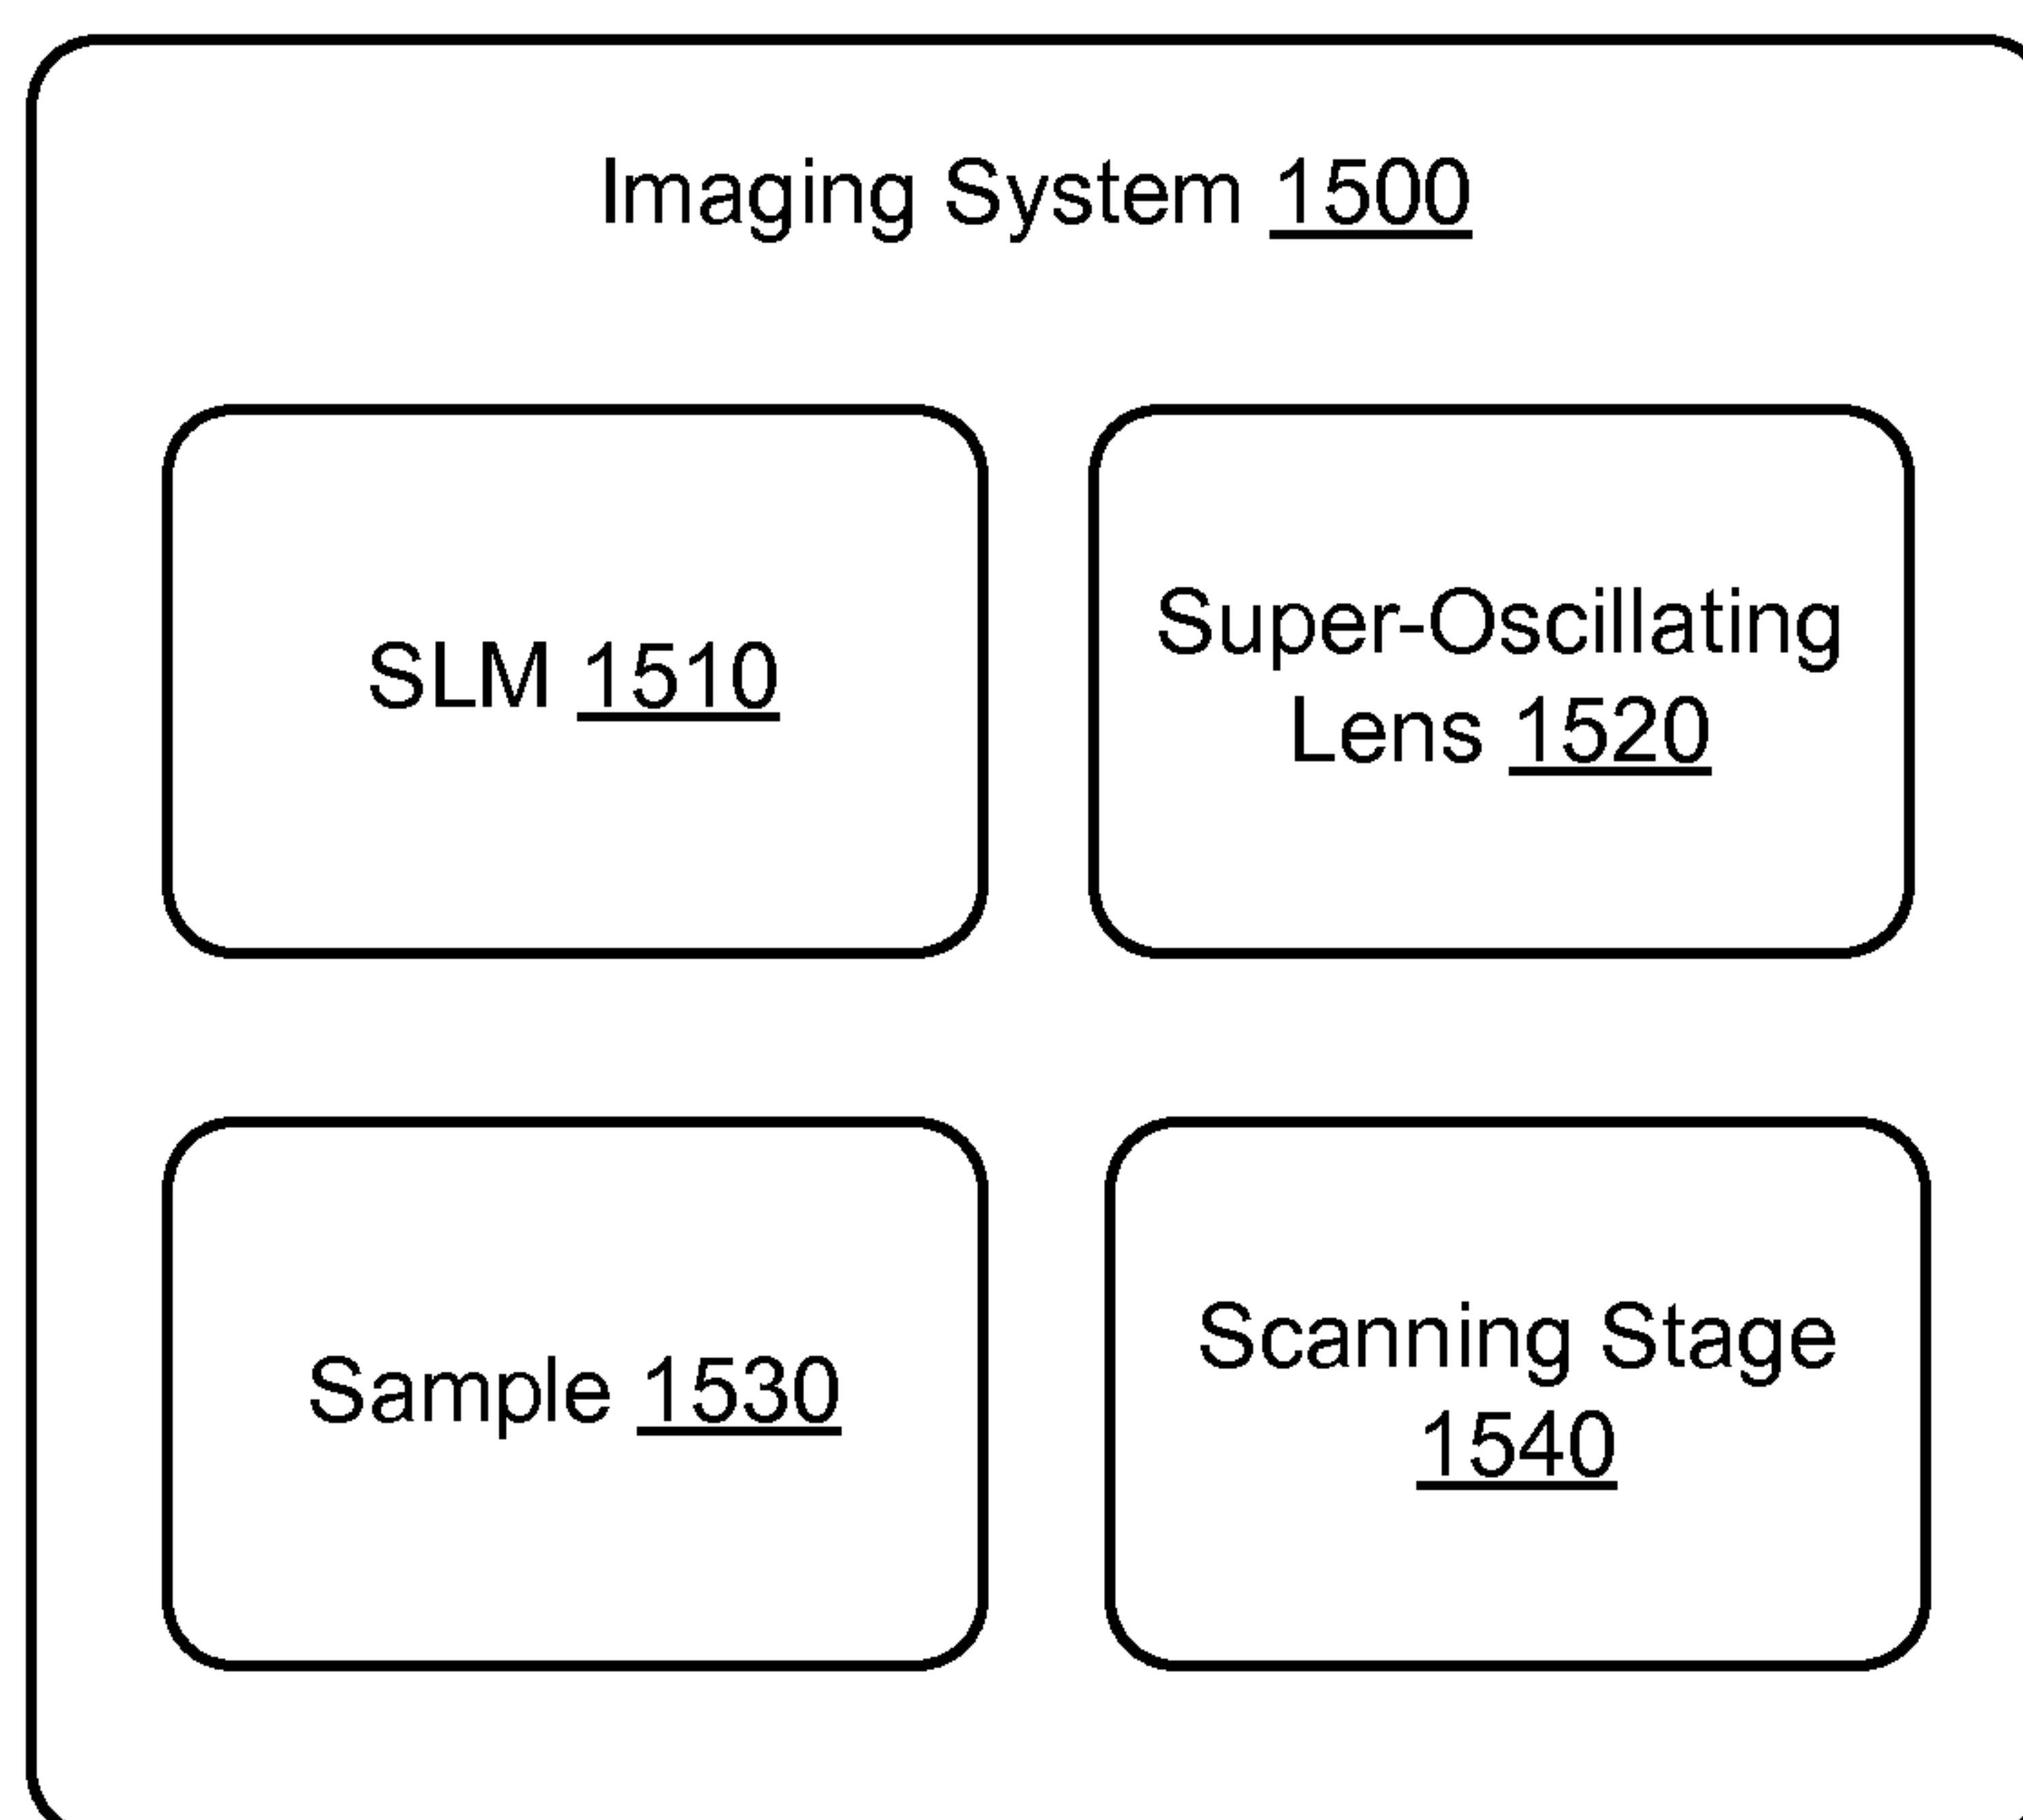 Imaging System 1500
SLM 1510
Super-Oscillating
Lens 1520
Sample 1530
Scanning Stage
1540